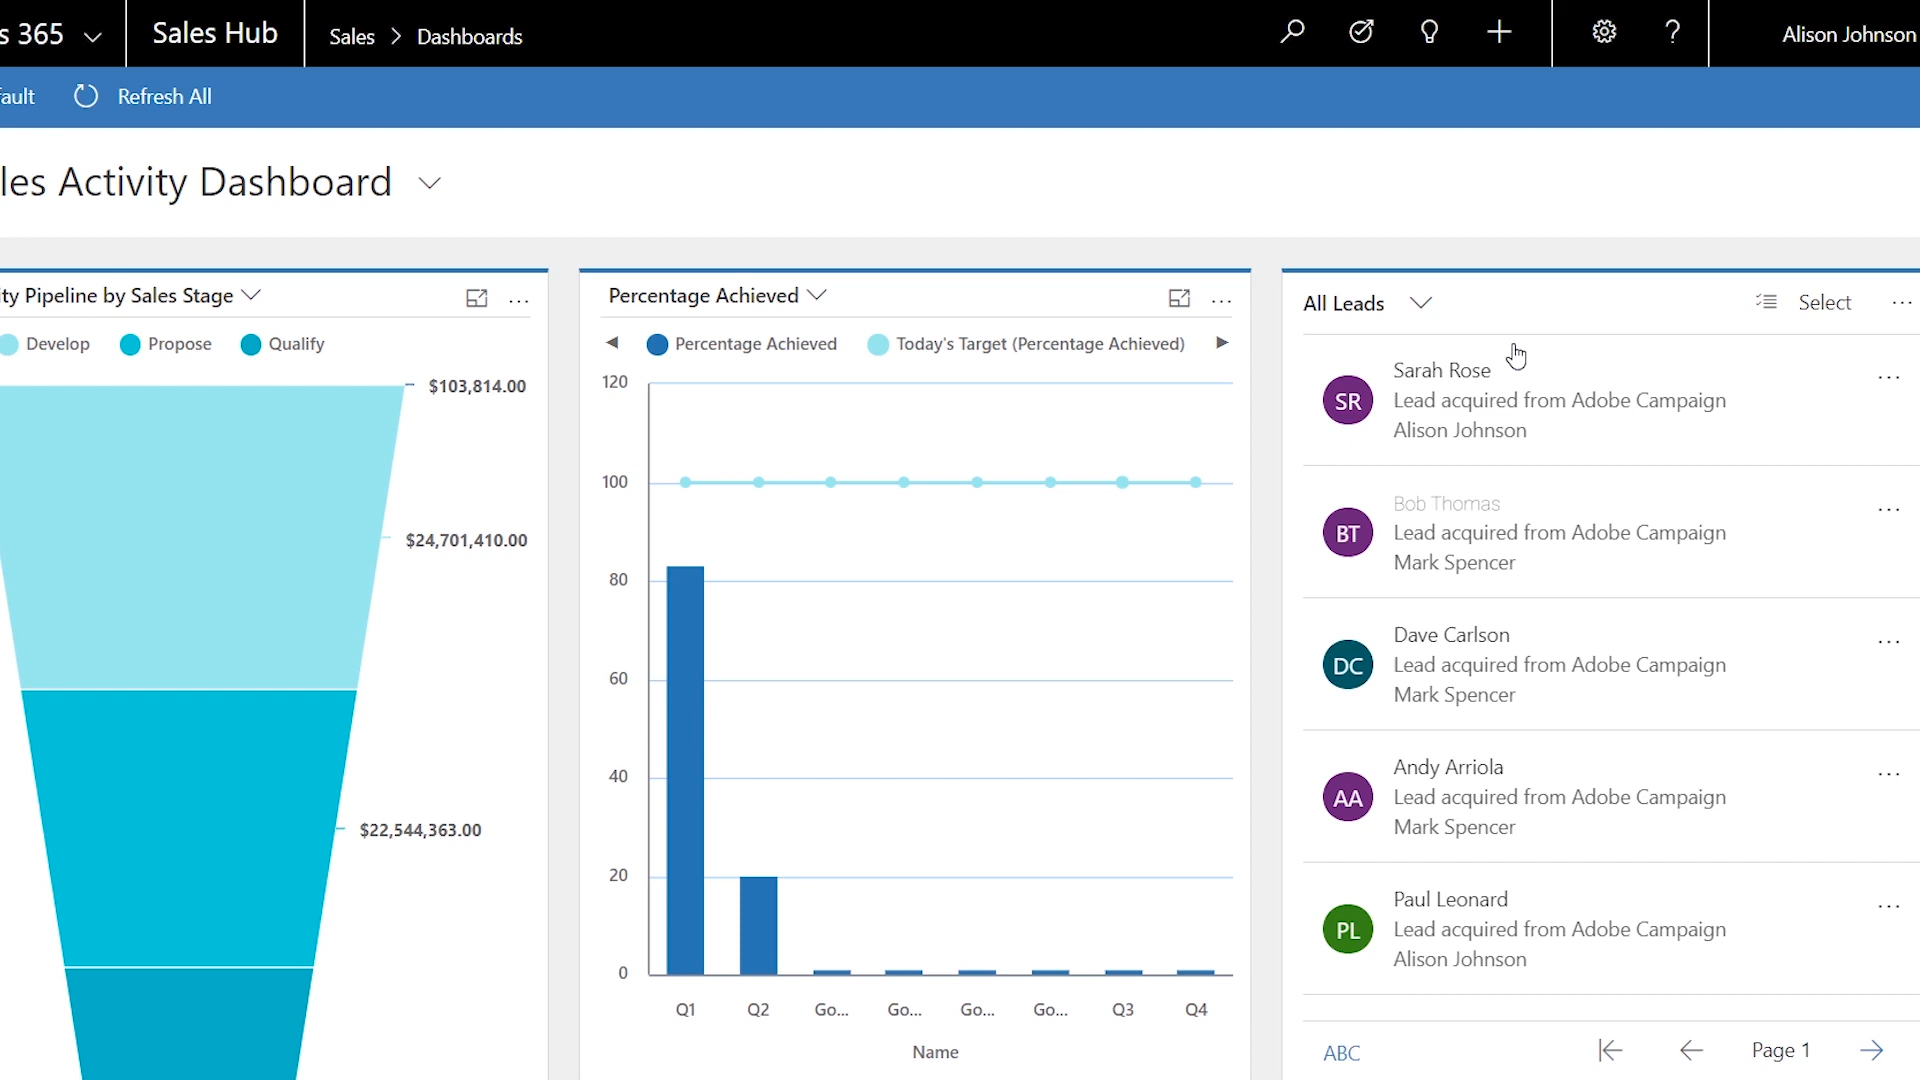 s 365
Sales Hub
Sales > Dashboards
?
Alison Johnson
ault
Refresh All
les Activity Dashboard
ity Pipeline by Sales Stage
...
Develop
Propose
Qualify
$103,814.00
$24,701,410.00
$22,544,363.00
Percentage Achieved
...
Percentage Achieved
Today's Target (Percentage Achieved)
120
100
80
60
40
20
0
Q1
Q2
Go...
Go...
Go...
Go...
Q3
Q4
Name
All Leads
Select
...
SR
Sarah Rose
...
Lead acquired from Adobe Campaign
Alison Johnson
BT
Bob Thomas
...
Lead acquired from Adobe Campaign
Mark Spencer
DC
Dave Carlson
...
Lead acquired from Adobe Campaign
Mark Spencer
AA
Andy Arriola
...
Lead acquired from Adobe Campaign
Mark Spencer
PL
Paul Leonard
...
Lead acquired from Adobe Campaign
Alison Johnson
ABC
Page 1